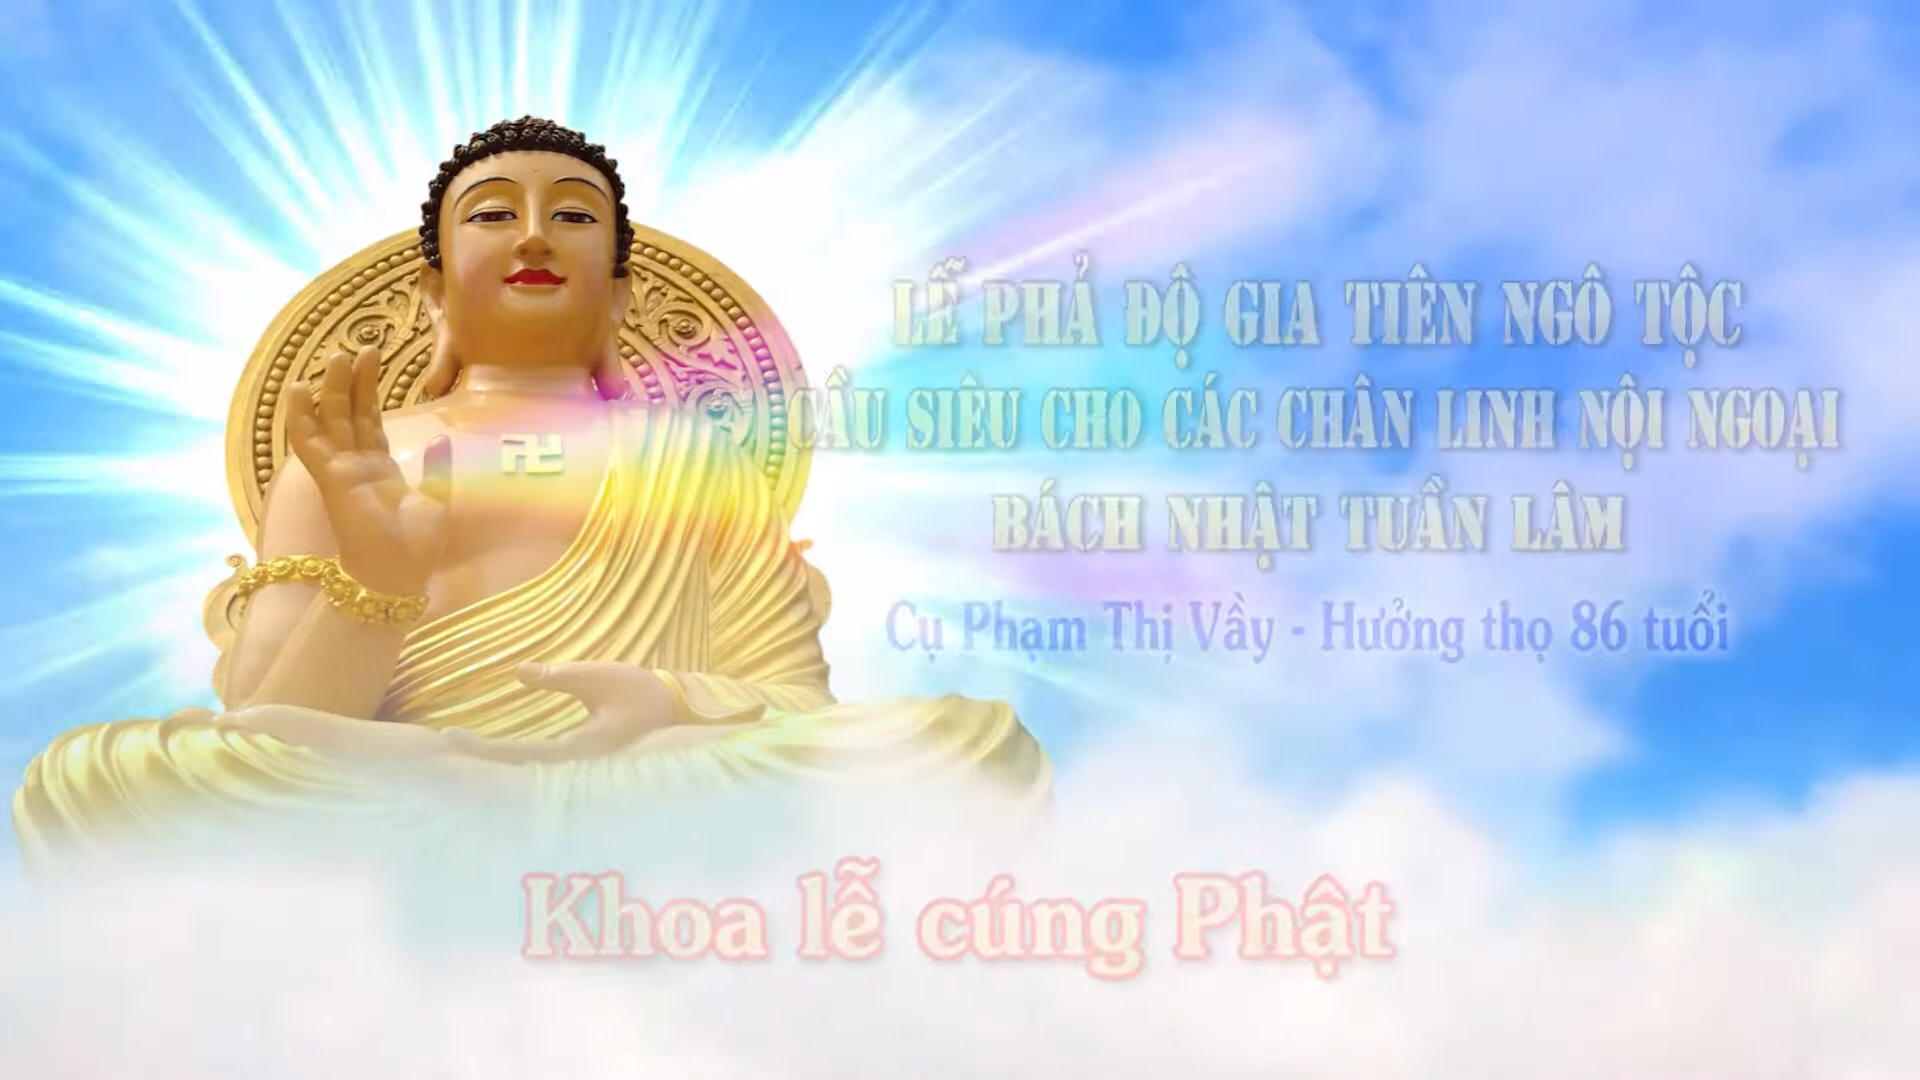 LỄ PHẢ ĐỘ GIA TIÊN NGÔ TỘC
CẦU SIÊU CHO CÁC CHÂN LINH NỘI NGOẠI
BÁCH NHẬT TUẦN LÂM
Cụ Phạm Thị Vầy - Hưởng thọ 86 tuổi
Khoa lễ cúng Phật